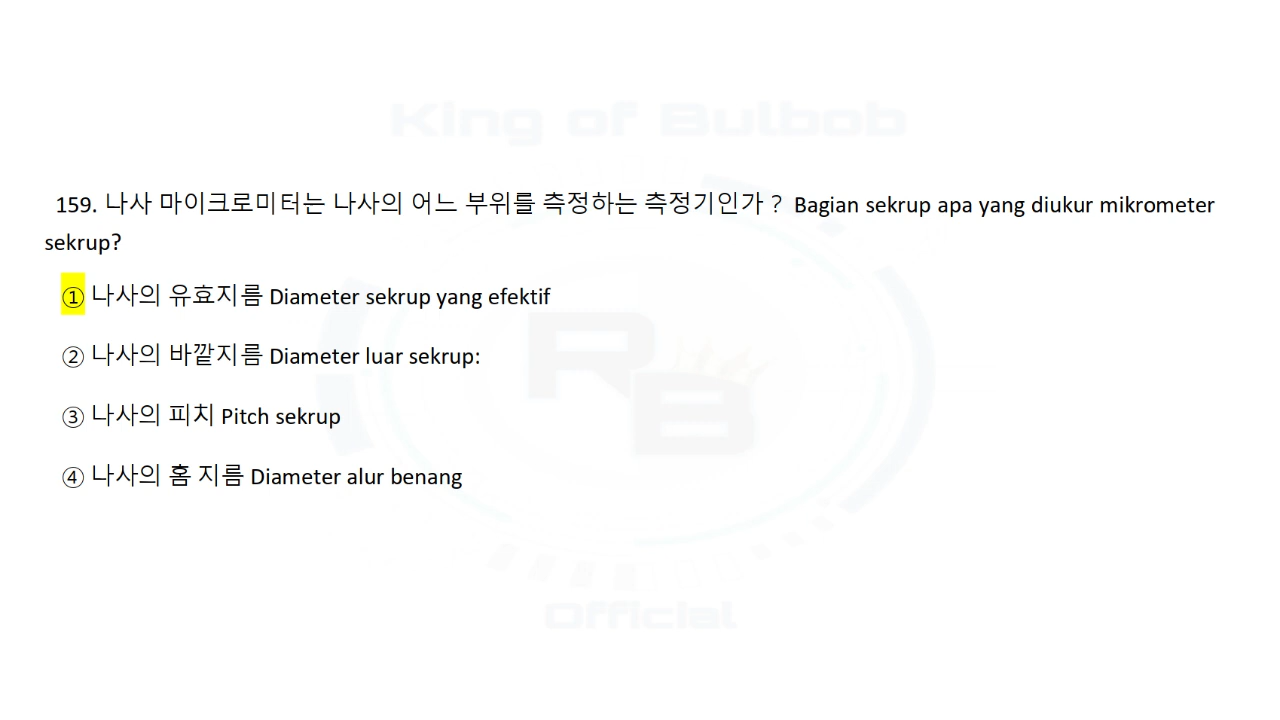 King of Bulbob
159. 나사 마이크로미터는 나사의 어느 부위를 측정하는 측정기인가 ? Bagian sekrup apa yang diukur mikrometer
sekrup?
① 나사의 유효지름 Diameter sekrup yang efektif
② 나사의 바깥지름 Diameter luar sekrup:
③ 나사의 피치 Pitch sekrup
④ 나사의 홈 지름 Diameter alur benang
RB
Official